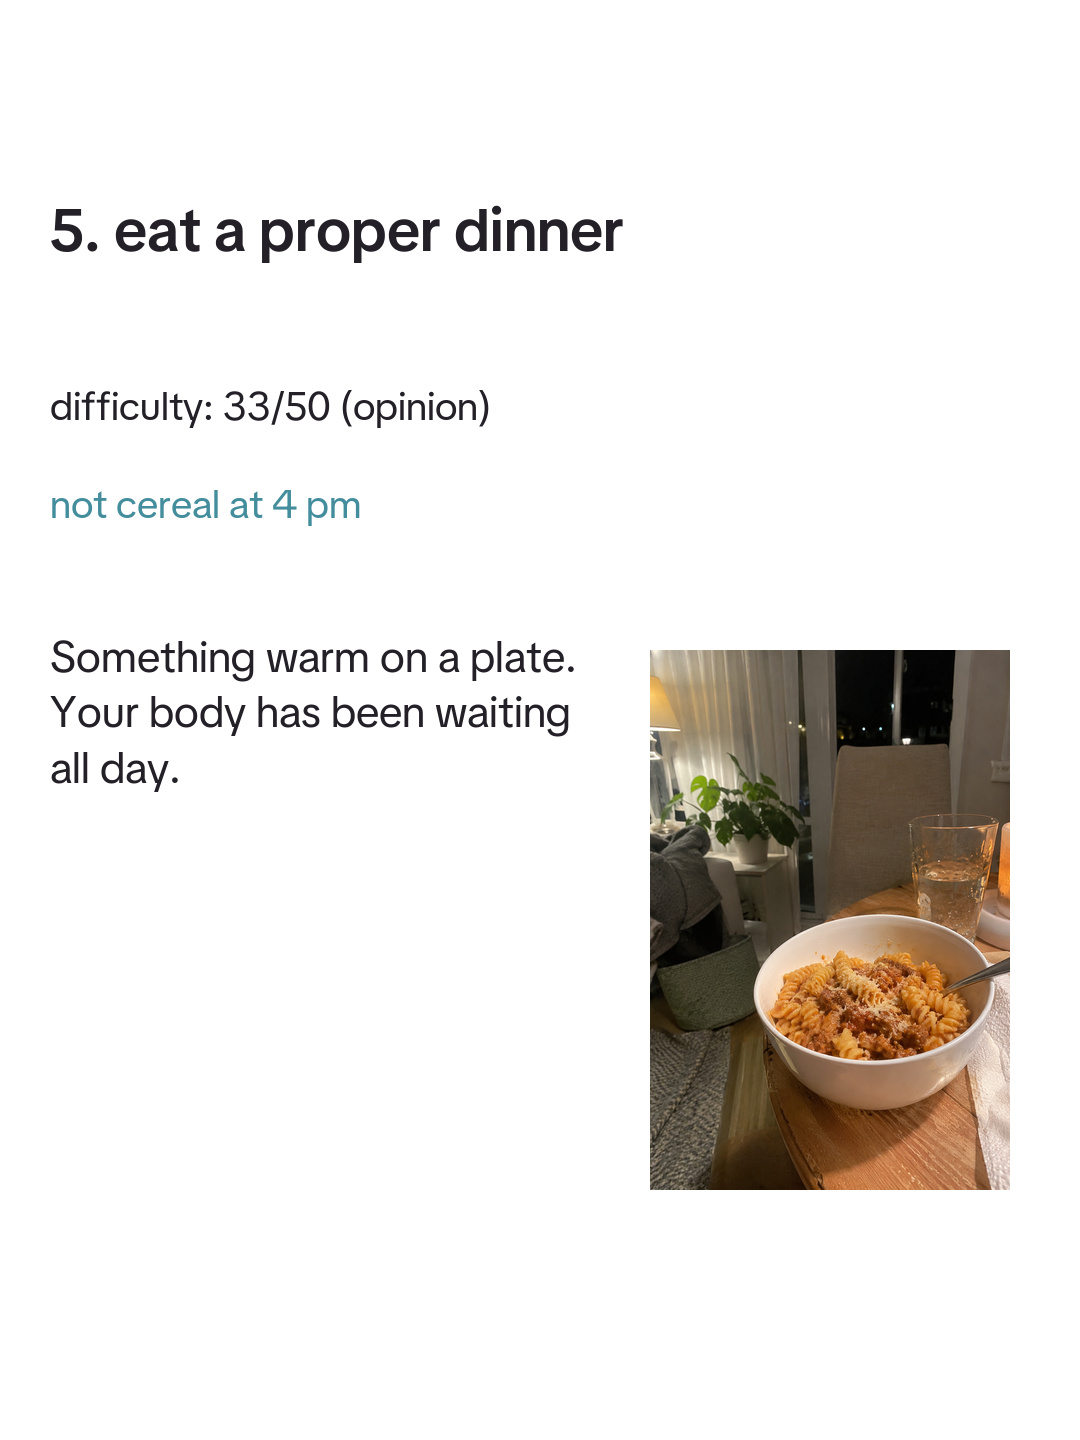 5. eat a proper dinner
difficulty: 33/50 (opinion)
not cereal at 4 pm
Something warm on a plate.
Your body has been waiting
all day.